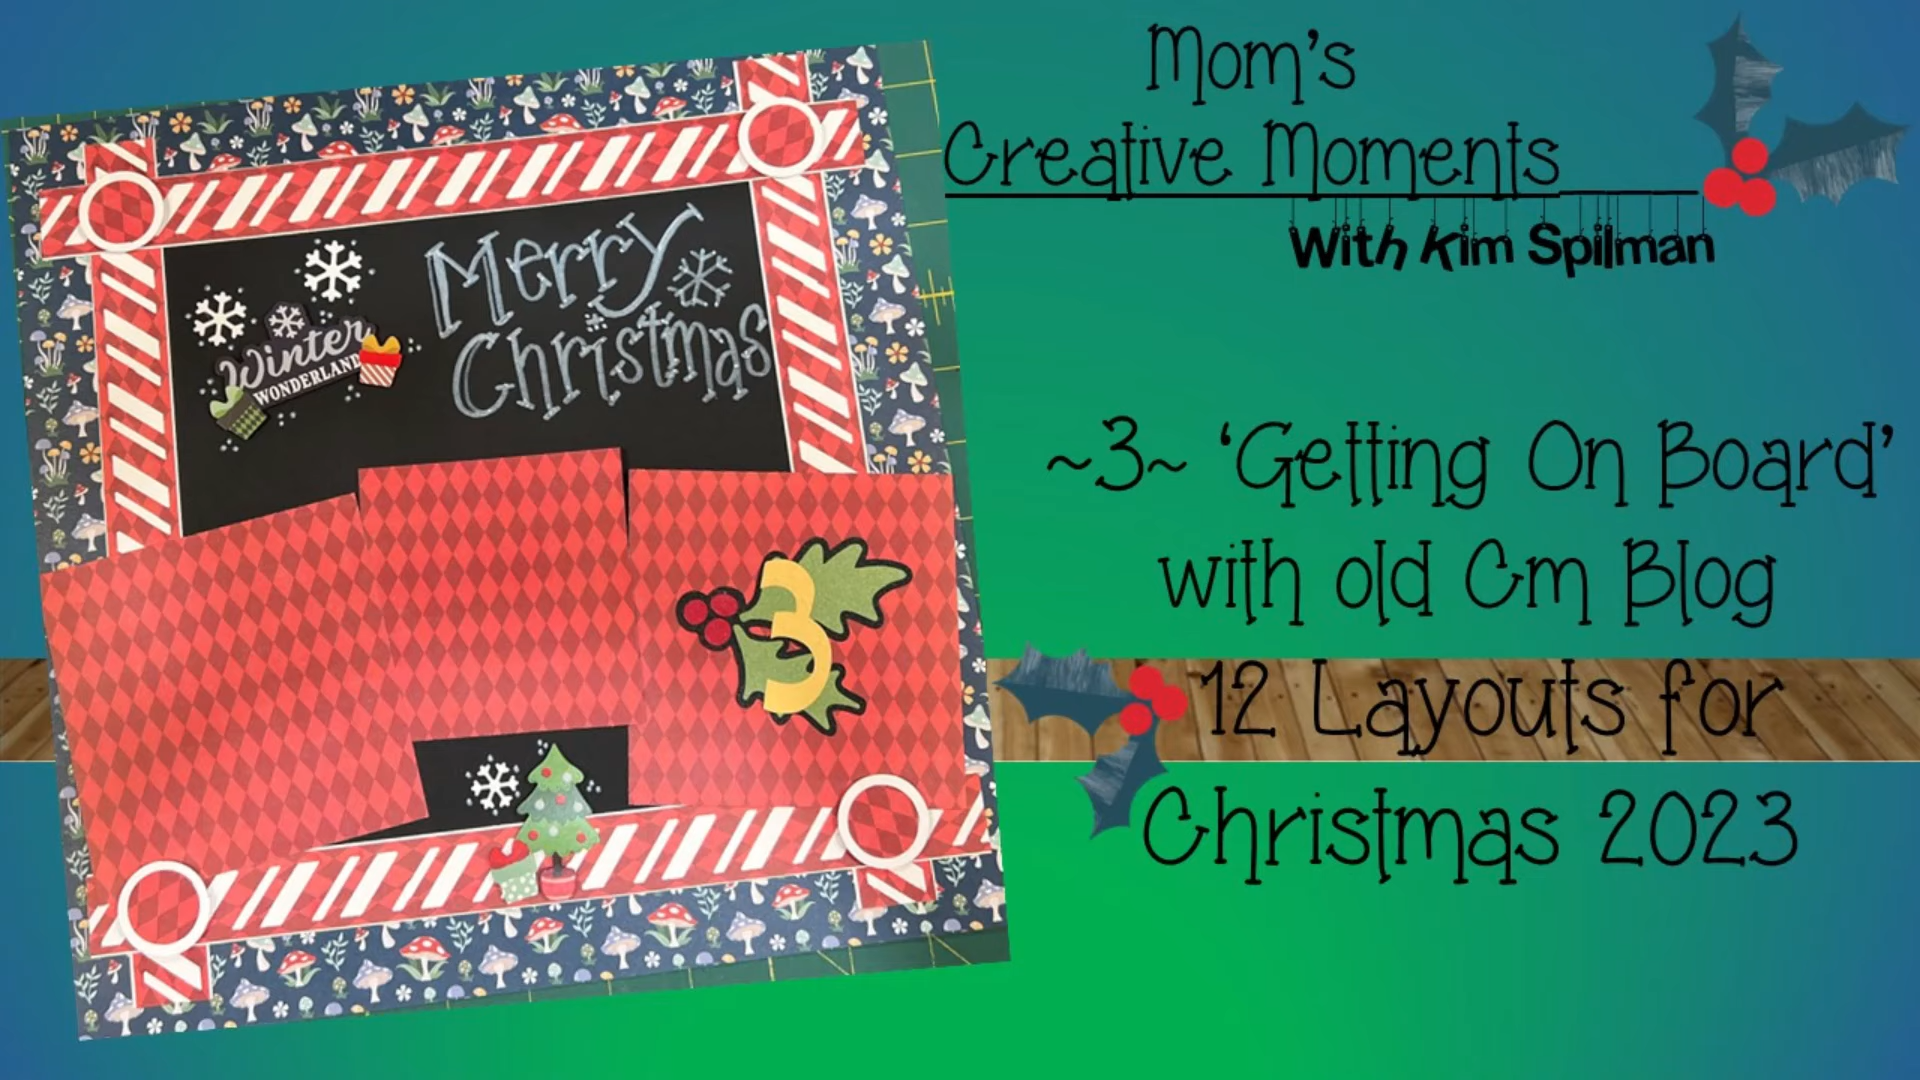 Mom's
Creative Moments
With Kim Spilman
Merry
Christmas
Winter
WONDERLAND
3
~3~ 'Getting On Board'
with old Cm Blog
12 Layouts for
Christmas 2023